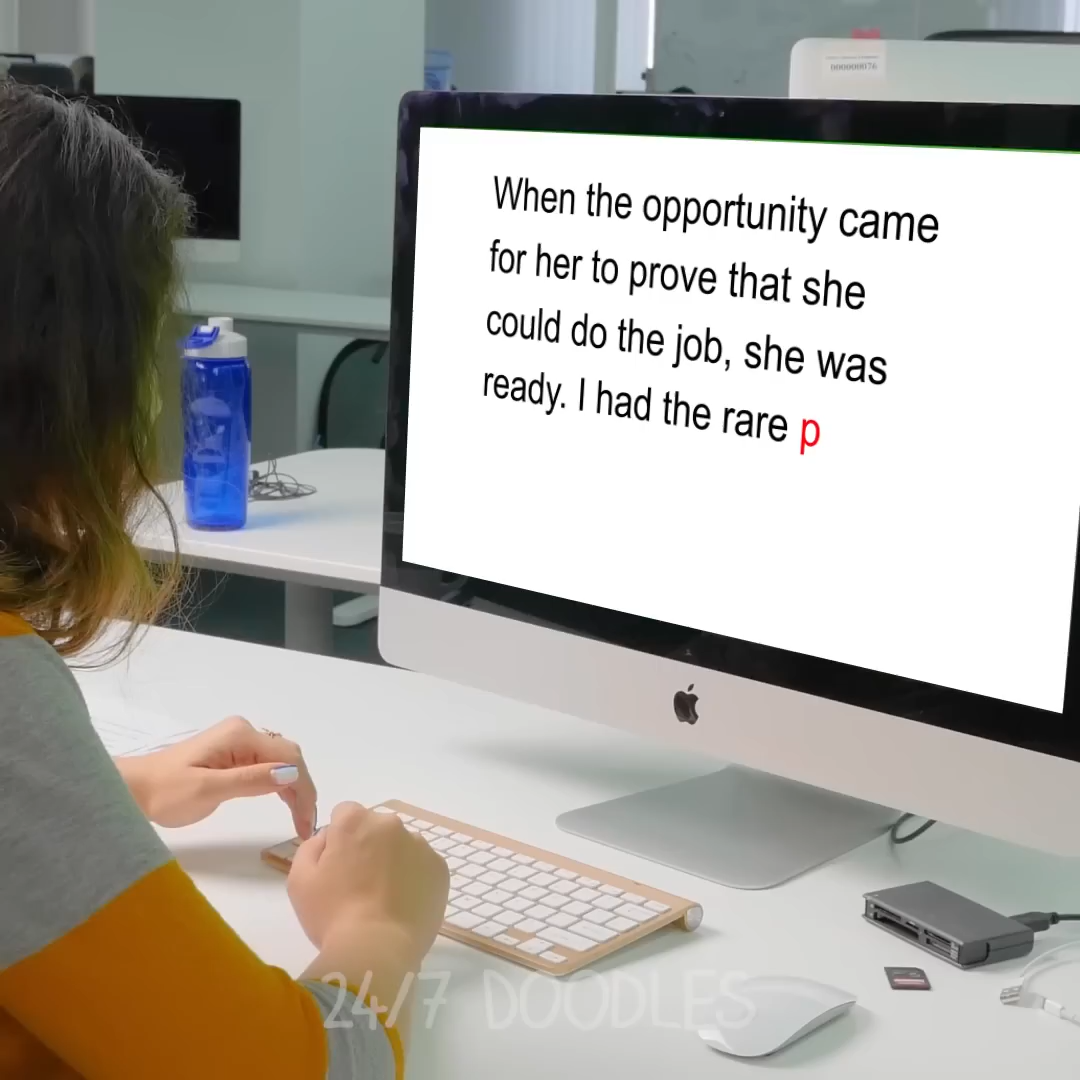 000000076
When the opportunity came
for her to prove that she
could do the job, she was
ready. I had the rare p
24/7 DOODLES